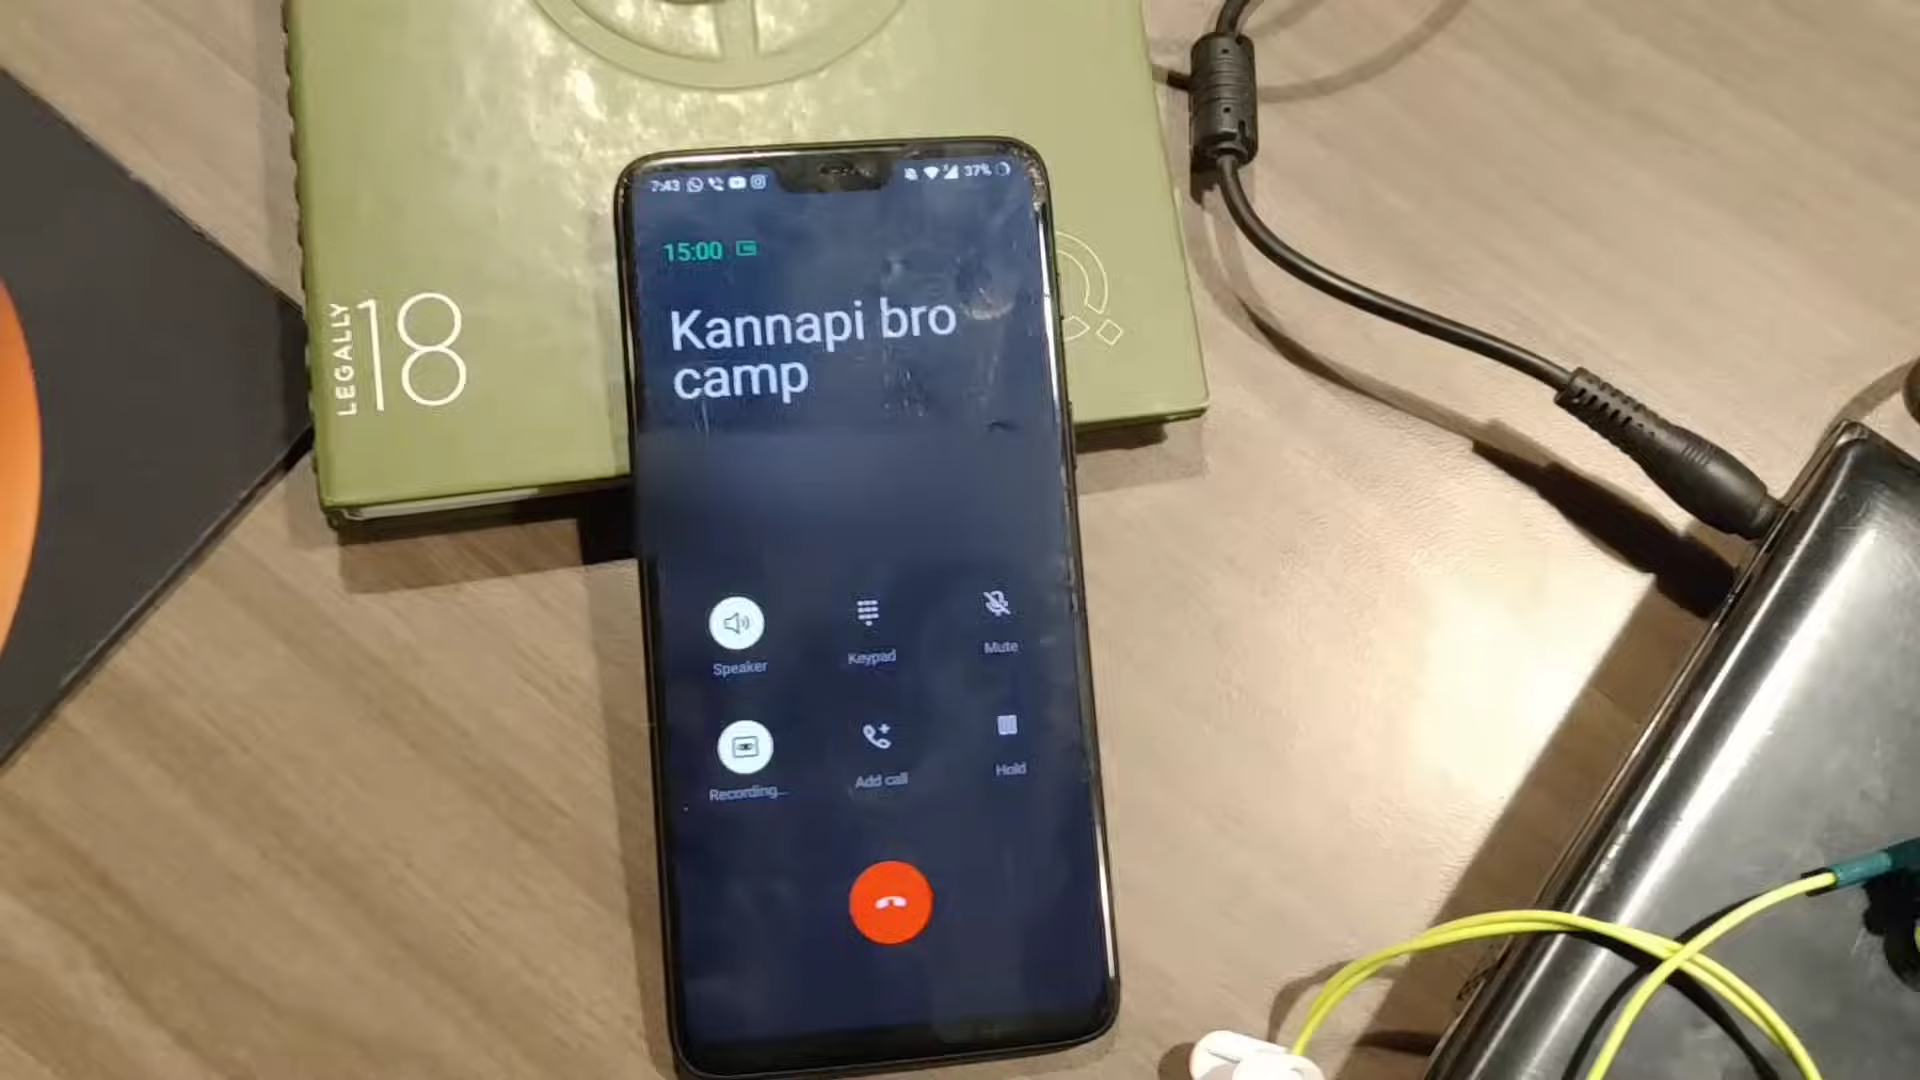 7:43 37%
15:00
Kannapi bro
camp
LEGALLY
18
Speaker
Keypad
Mute
Recording...
Add call
Hold